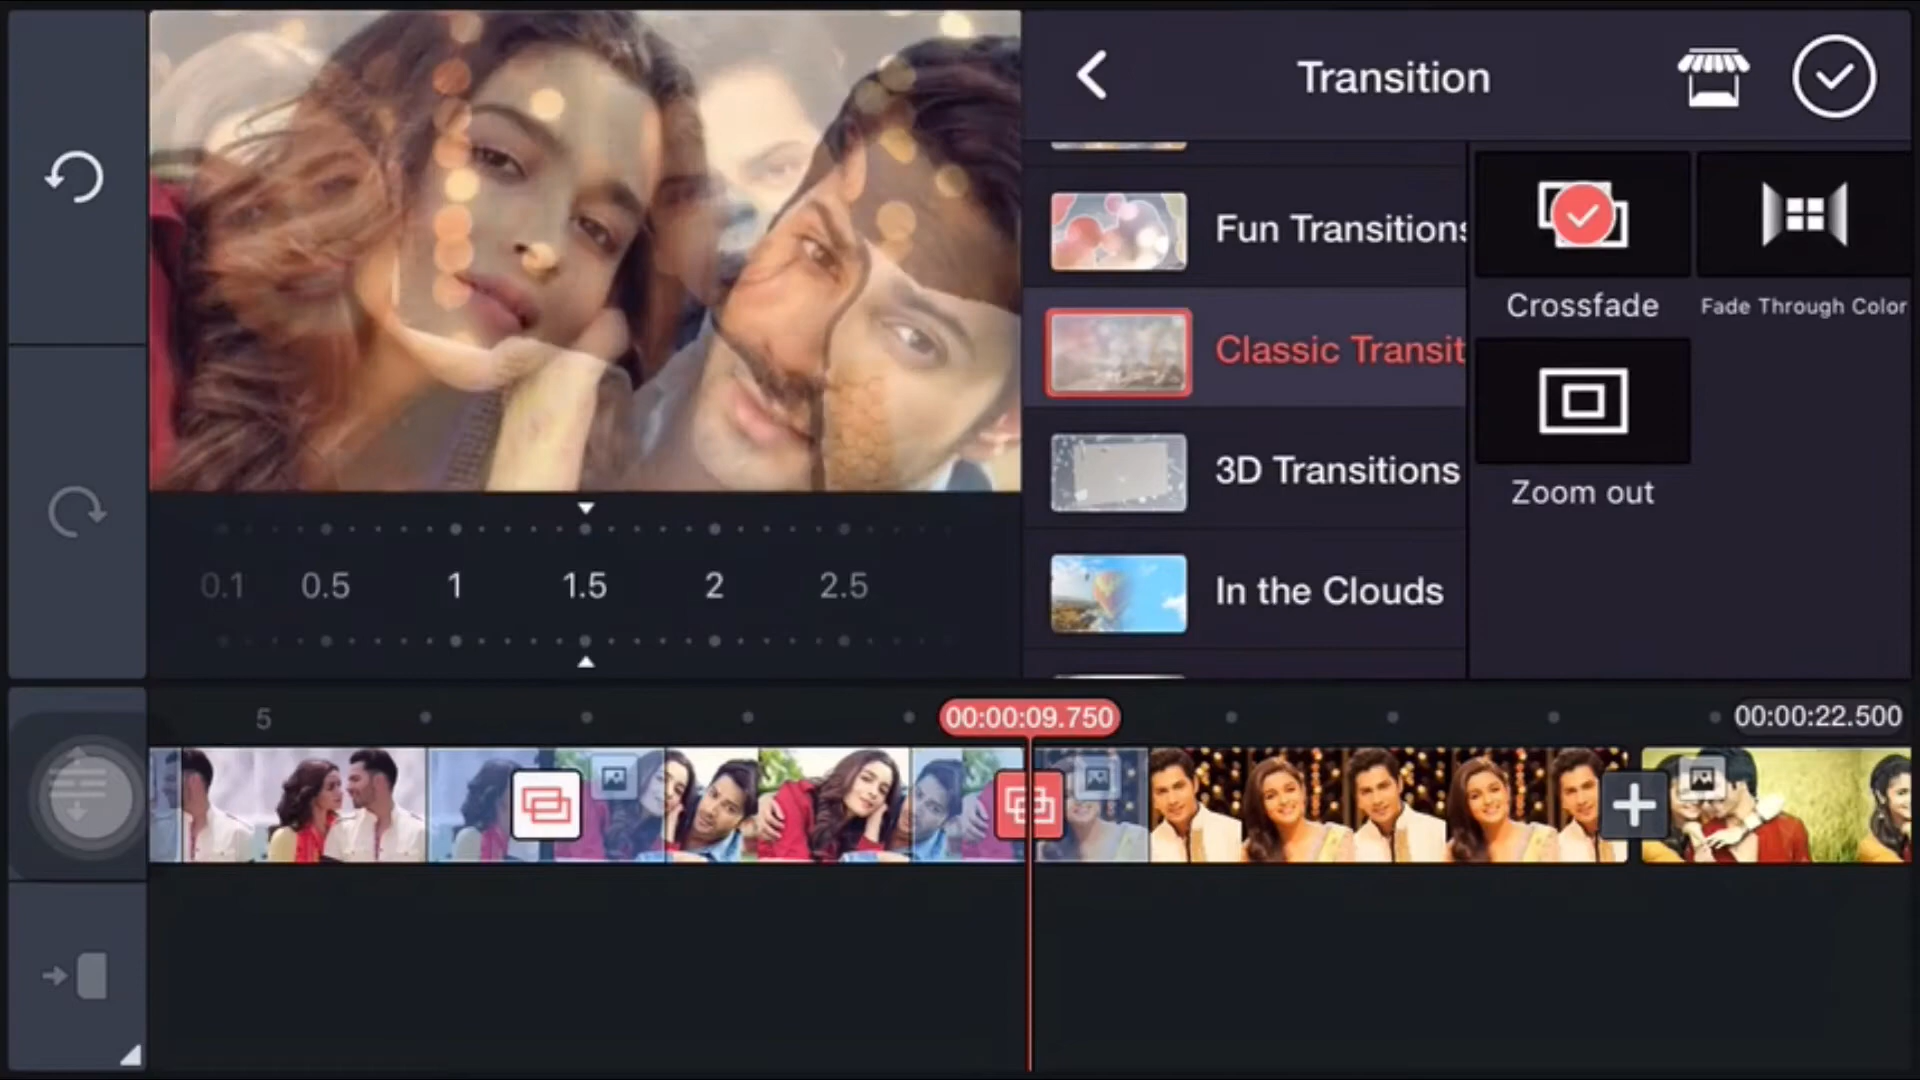 Transition
Fun Transitions
Classic Transit
3D Transitions
In the Clouds
Crossfade
Fade Through Color
Zoom out
0.1 0.5 1 1.5 2 2.5
5
00:00:09.750
00:00:22.500